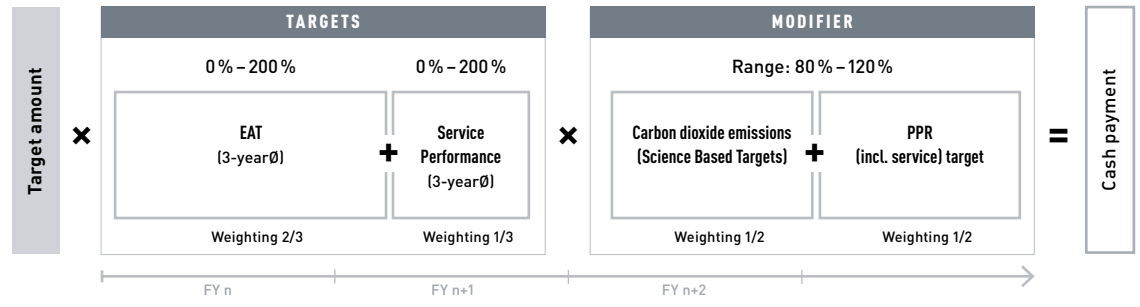 Target amount
×
TARGETS
0 % – 200 %
0 % – 200 %
EAT
(3-yearØ)
+
Service
Performance
(3-yearØ)
Weighting 2/3
Weighting 1/3
×
MODIFIER
Range: 80 % – 120 %
Carbon dioxide emissions
(Science Based Targets)
+
PPR
(incl. service) target
Weighting 1/2
Weighting 1/2
=
Cash payment
FY n
FY n+1
FY n+2